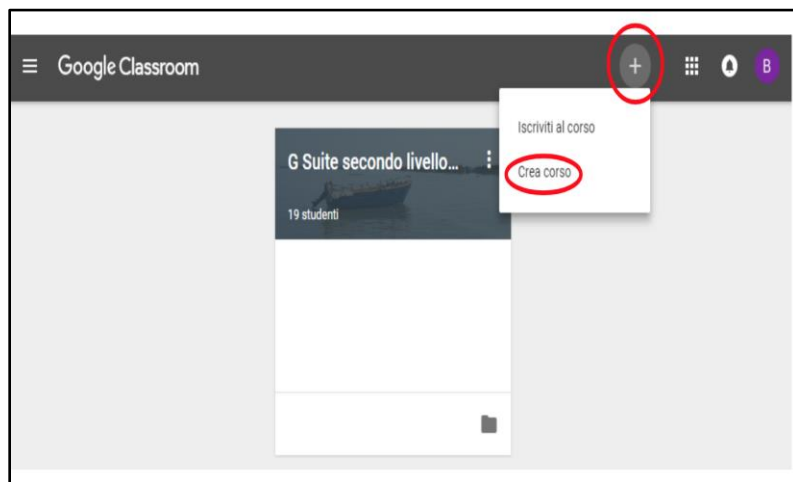 Google Classroom
+
B
Iscriviti al corso
Crea corso
G Suite secondo livello...
19 studenti